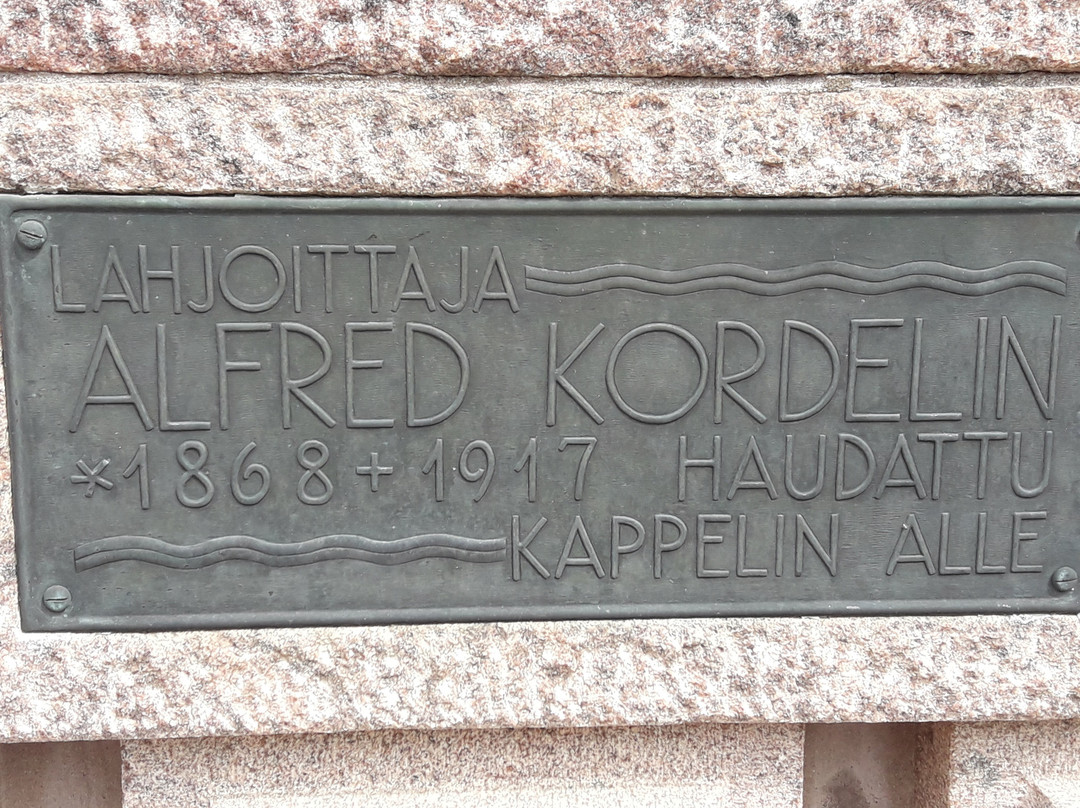 LAHJOITTAJA
ALFRED KORDELIN
*1868+1917 HAUDATTU
KAPPELIN ALLE